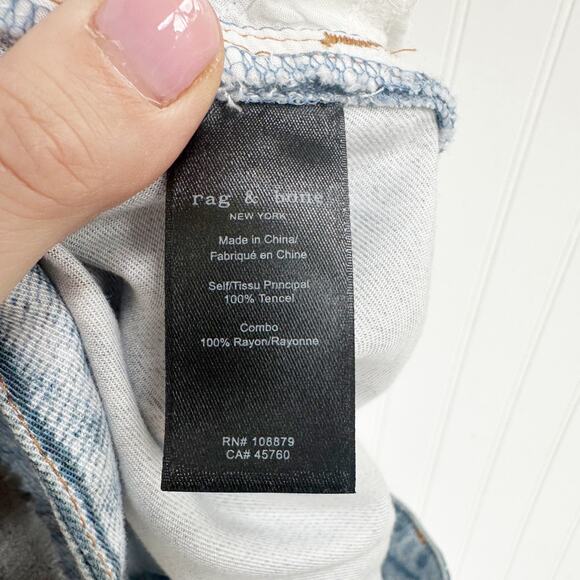 rag & bone
NEW YORK
Made in China/
Fabriqué en Chine
Self/Tissu Principal
100% Tencel
Combo
100% Rayon/Rayonne
RN# 108879
CA# 45760